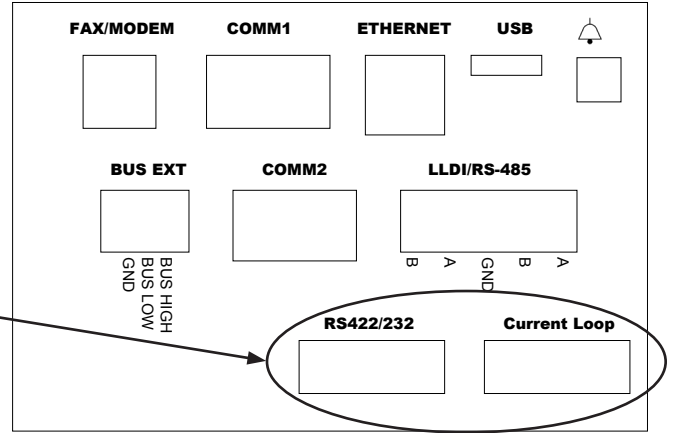 FAX/MODEM COMM1 ETHERNET USB
BUS EXT COMM2 LLDI/RS-485
GND
BUS LOW
BUS HIGH
B A GND B A
RS422/232 Current Loop